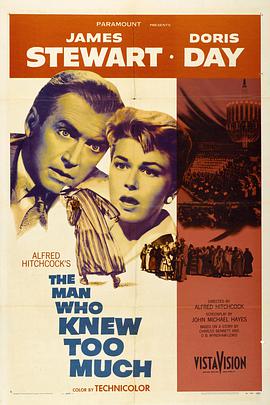 PARAMOUNT PRESENTS
JAMES DORIS
STEWART · DAY
ALFRED
HITCHCOCK'S
THE
MAN
WHO
KNEW
TOO
MUCH
COLOR BY TECHNICOLOR
DIRECTED BY
ALFRED HITCHCOCK
SCREENPLAY BY
JOHN MICHAEL HAYES
BASED ON A STORY BY
CHARLES BENNETT AND
D. B. WYNDHAM-LEWIS
VISTAVISION